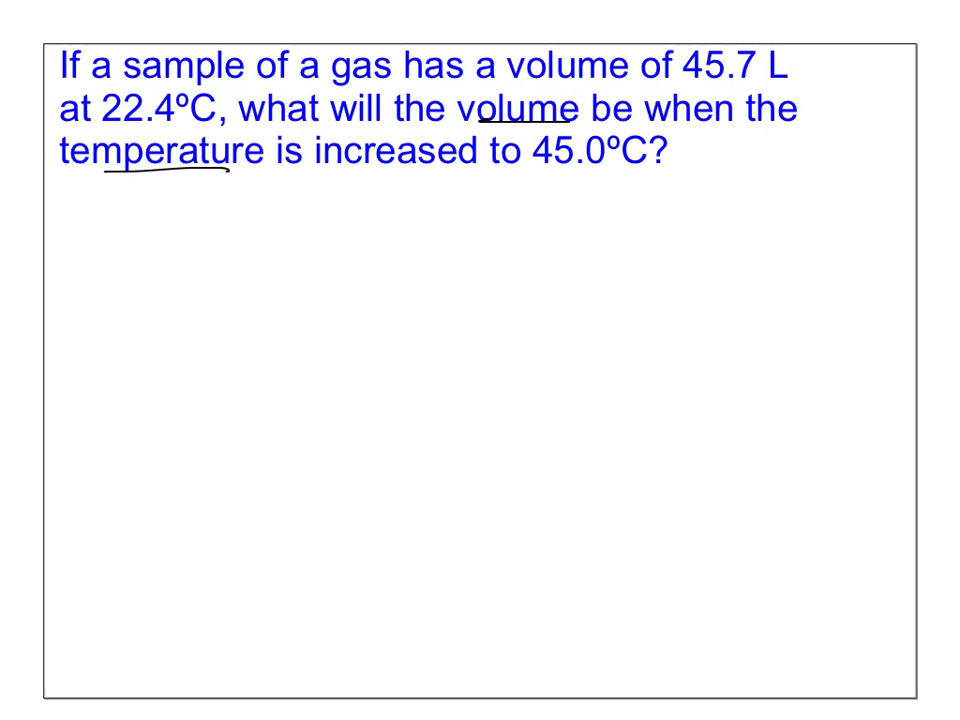 If a sample of a gas has a volume of 45.7 L
at 22.4ºC, what will the volume be when the
temperature is increased to 45.0ºC?